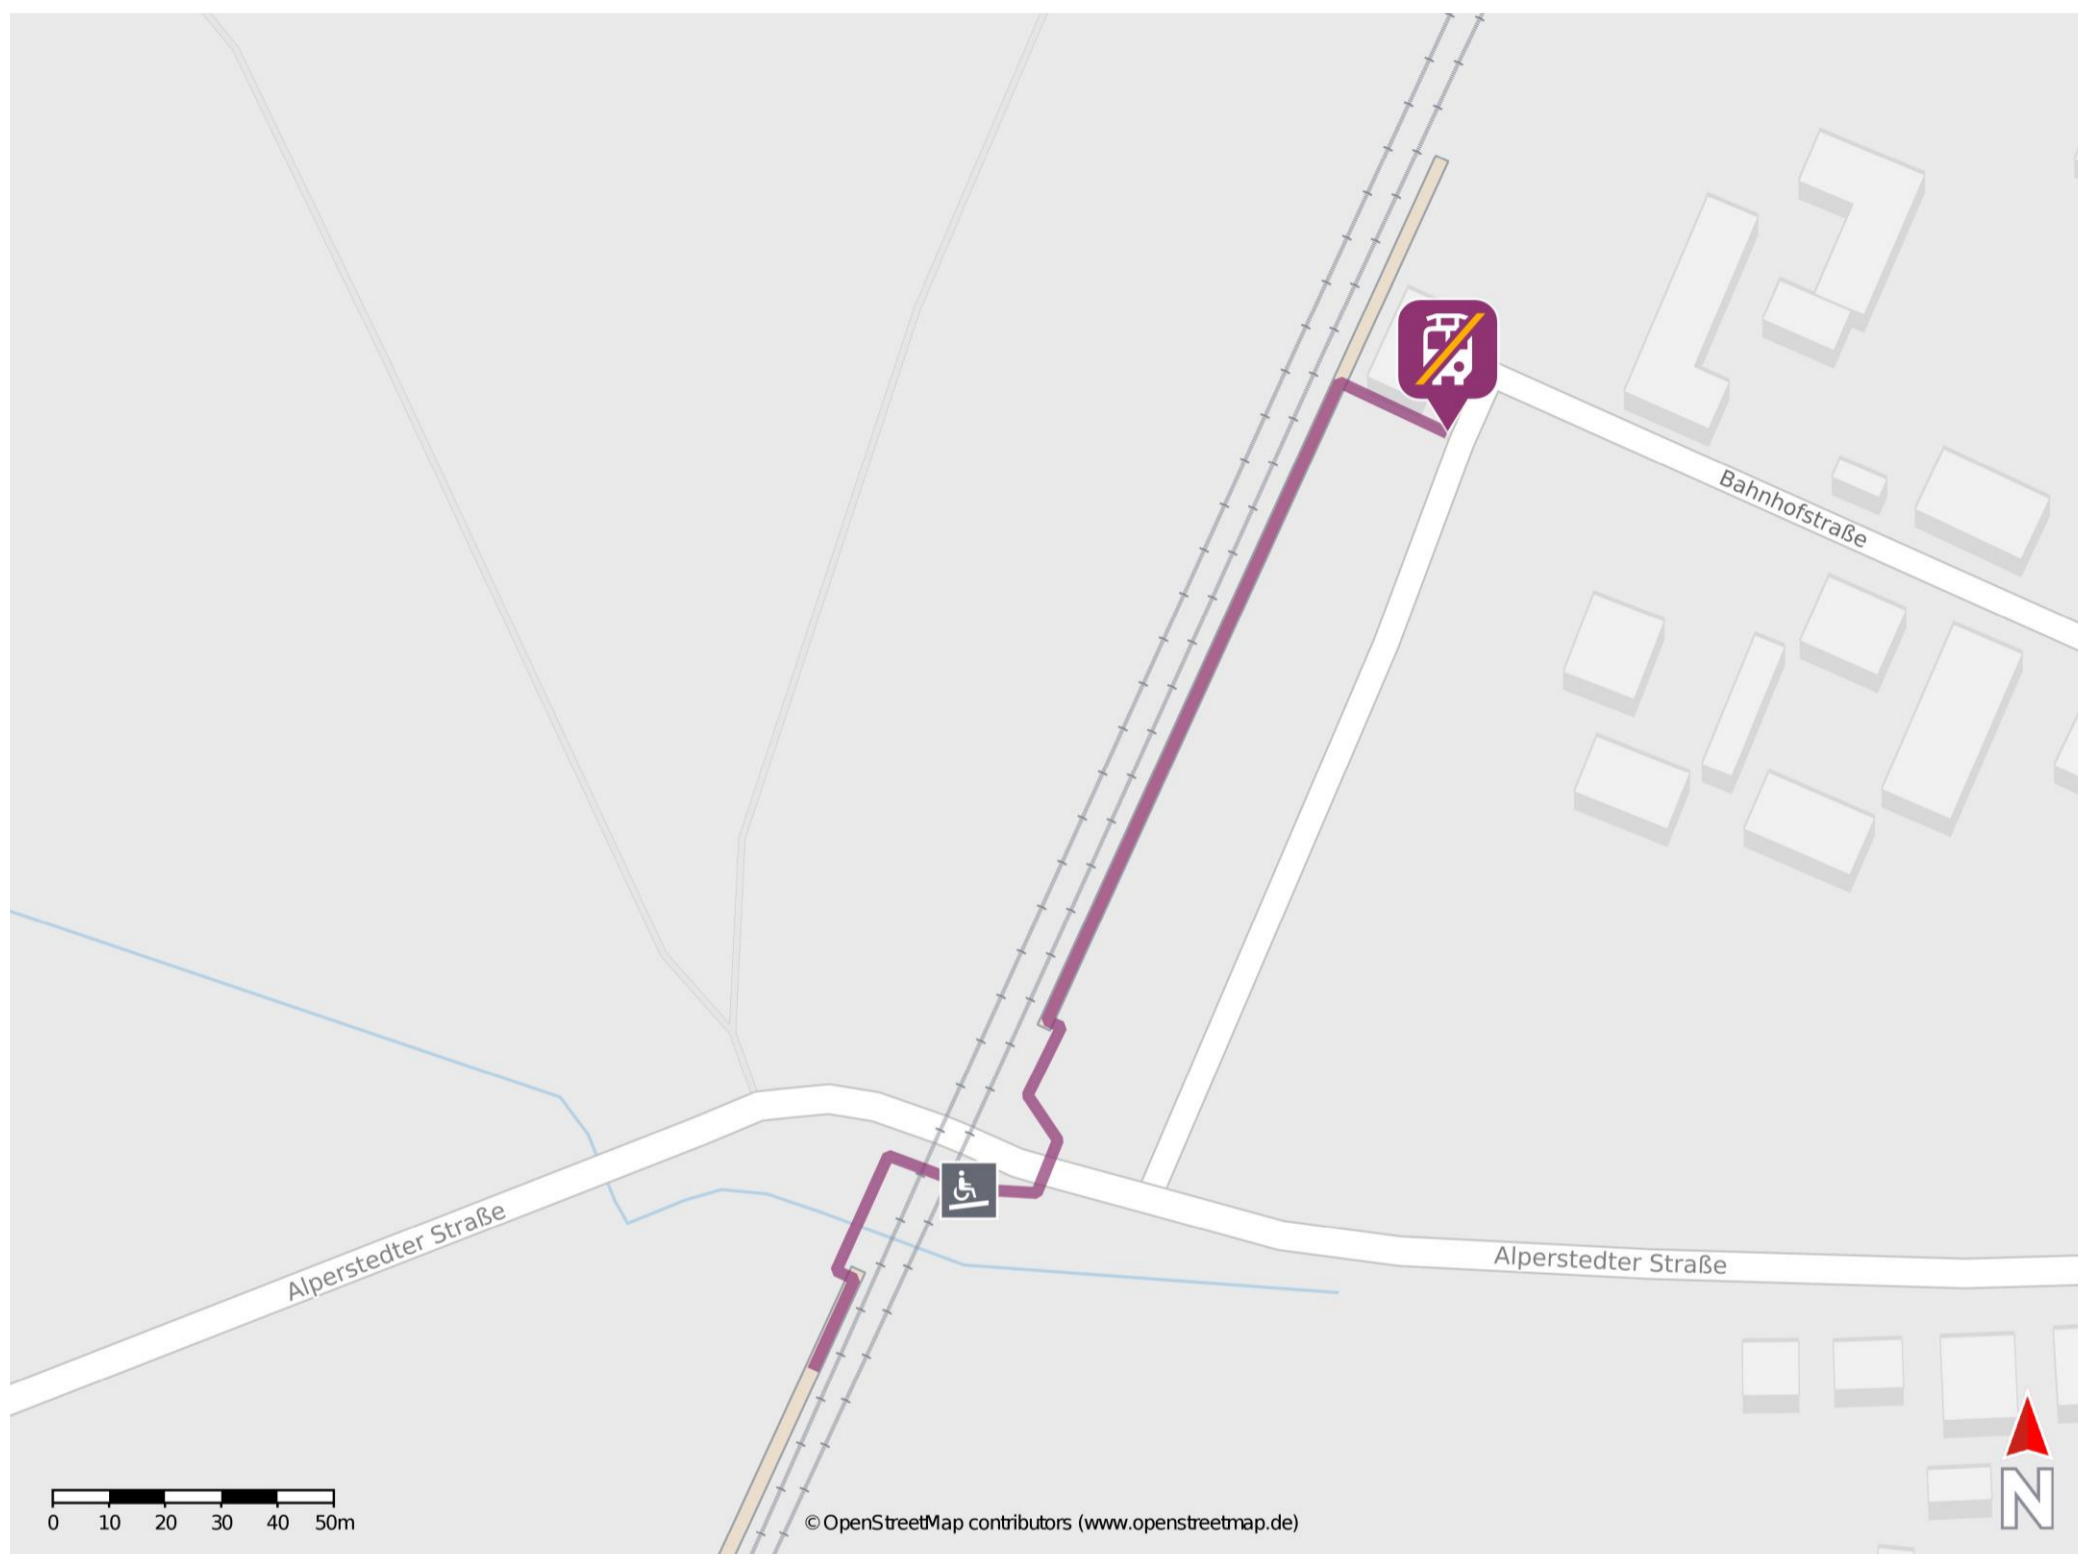 Bahnhofstraße
Alperstedter Straße
Alperstedter Straße
0 10 20 30 40 50m
© OpenStreetMap contributors (www.openstreetmap.de)
N